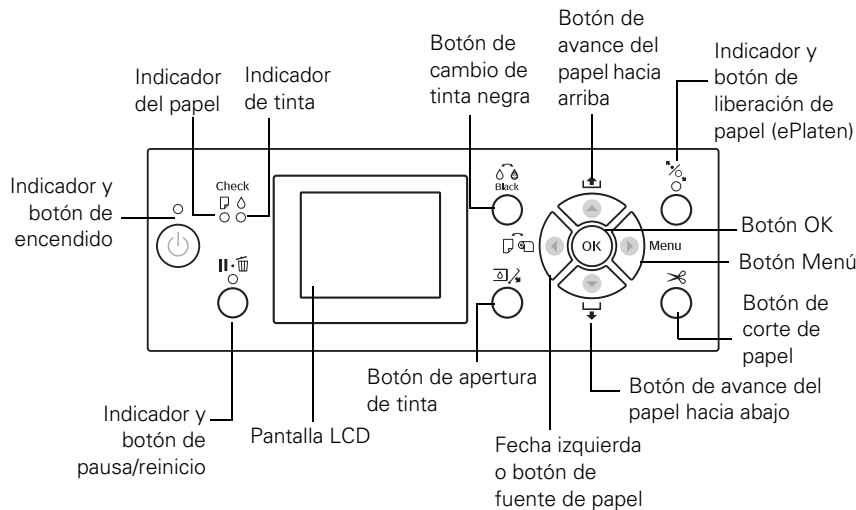 Botón de
avance del
papel hacia
arriba
Botón de
cambio de
tinta negra
Indicador y
botón de
liberación de
papel (ePlaten)
Indicador
del papel
Indicador
de tinta
Indicador y
botón de
encendido
Check
Black
OK
Menu
Botón OK
Botón Menú
Botón de
corte de
papel
Botón de apertura
de tinta
Botón de avance del
papel hacia abajo
Indicador y
botón de
pausa/reinicio
Pantalla LCD
Fecha izquierda
o botón de
fuente de papel